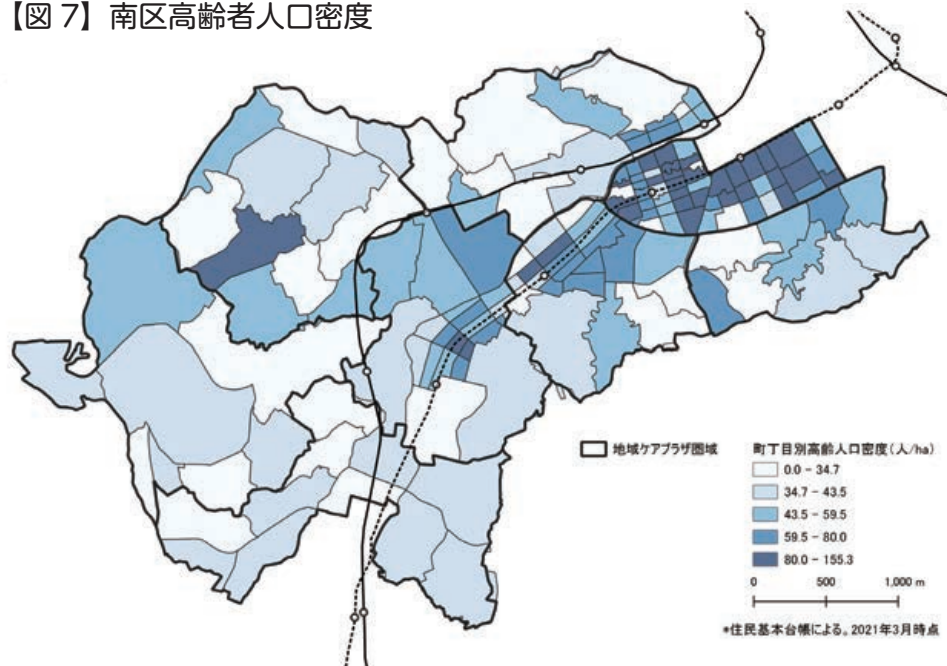 【図 7】南区高齢者人口密度
地域ケアプラザ圏域
町丁目別高齢人口密度(人/ha)
0.0 - 34.7
34.7 - 43.5
43.5 - 59.5
59.5 - 80.0
80.0 - 155.3
0 500 1,000 m
*住民基本台帳による。2021年3月時点